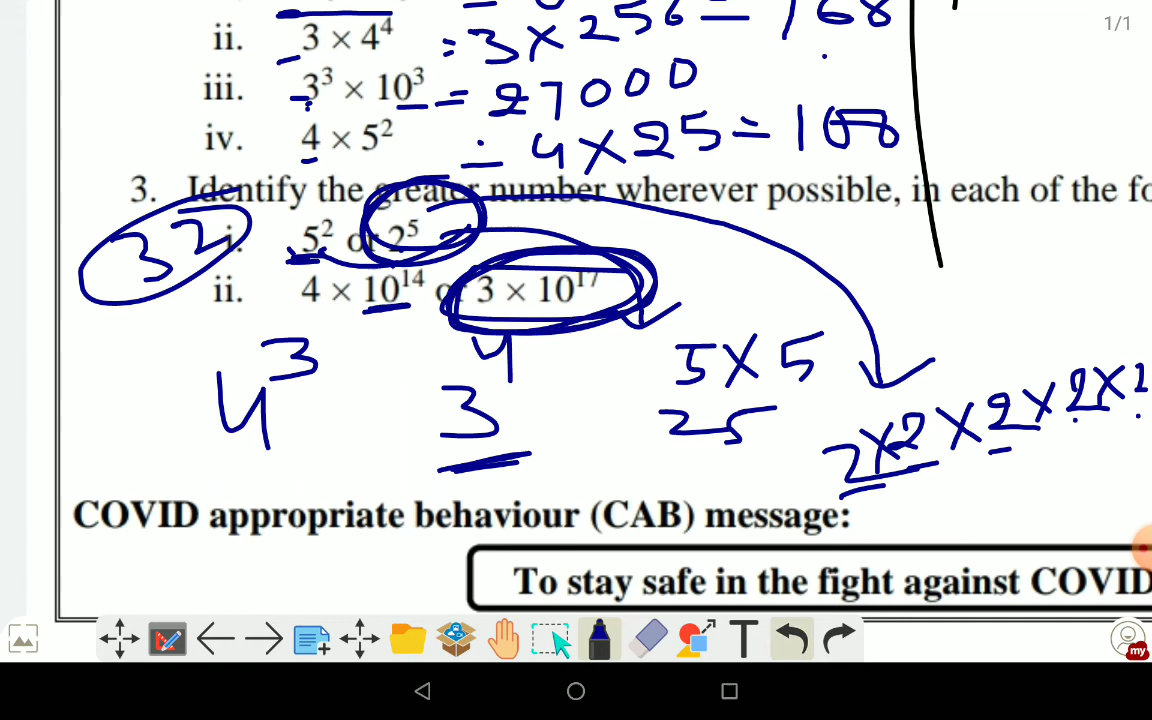 1/1
ii. 3 × 4⁴ = 3 × 256 = 768
iii. 3³ × 10³ = 27000
iv. 4 × 5² = 4 × 25 = 100
3. Identify the greater number wherever possible, in each of the fo
32 i. 5² or 2⁵
ii. 4 × 10¹⁴ or 3 × 10¹⁷
4³ 3⁴ 5 × 5
25 2 × 2 × 2 × 2 × 2
COVID appropriate behaviour (CAB) message:
To stay safe in the fight against COVID
T
my